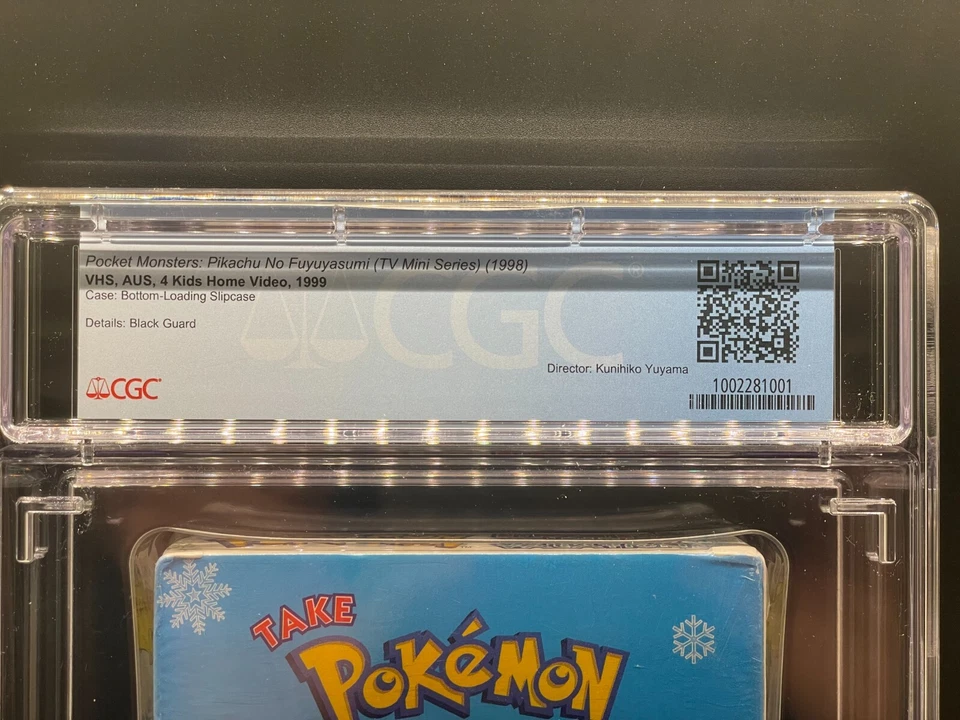 Pocket Monsters: Pikachu No Fuyuyasumi (TV Mini Series) (1998)
VHS, AUS, 4 Kids Home Video, 1999
Case: Bottom-Loading Slipcase
Details: Black Guard
CGC®
Director: Kunihiko Yuyama
CGC®
1002281001
TAKE
POKéMON